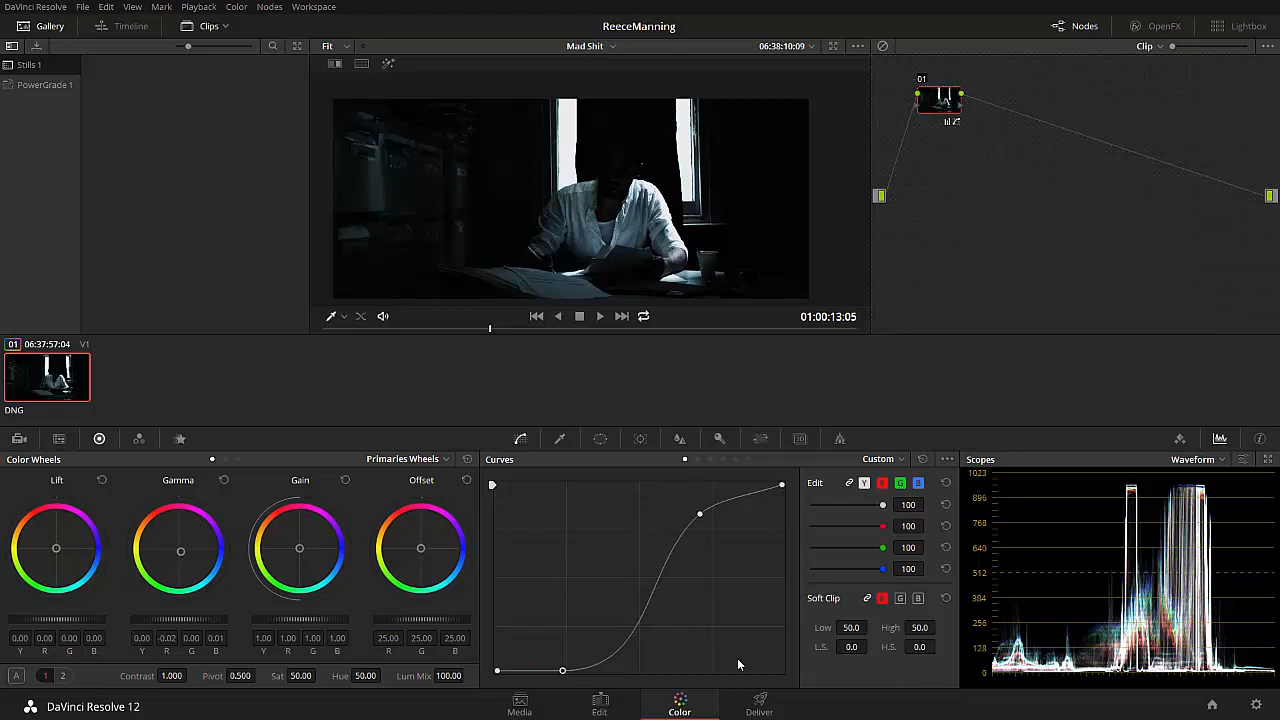 DaVinci Resolve File Edit View Mark Playback Color Nodes Workspace
Gallery Timeline Clips ReeceManning Nodes OpenFX Lightbox
Fit Mad Shit 06:38:10:09 Clip
Stills 1
PowerGrade 1
01
01:00:13:05
01 06:37:57:04 V1
DNG
Color Wheels Primaries Wheels Curves Custom Scopes Waveform
Lift Gamma Gain Offset
Edit Y R G B
100
100
100
100
Soft Clip R G B
Low 50.0 High 50.0
L.S. 0.0 H.S. 0.0
1023
896
768
640
512
384
256
128
0
0.00 0.00 0.00 0.00 0.00 -0.02 0.00 0.01 1.00 1.00 1.00 1.00 25.00 25.00 25.00
Y R G B Y R G B Y R G B R G B
A 1 2 Contrast 1.000 Pivot 0.500 Sat 50.00 Hue 50.00 Lum Mix 100.00
DaVinci Resolve 12 Media Edit Color Deliver